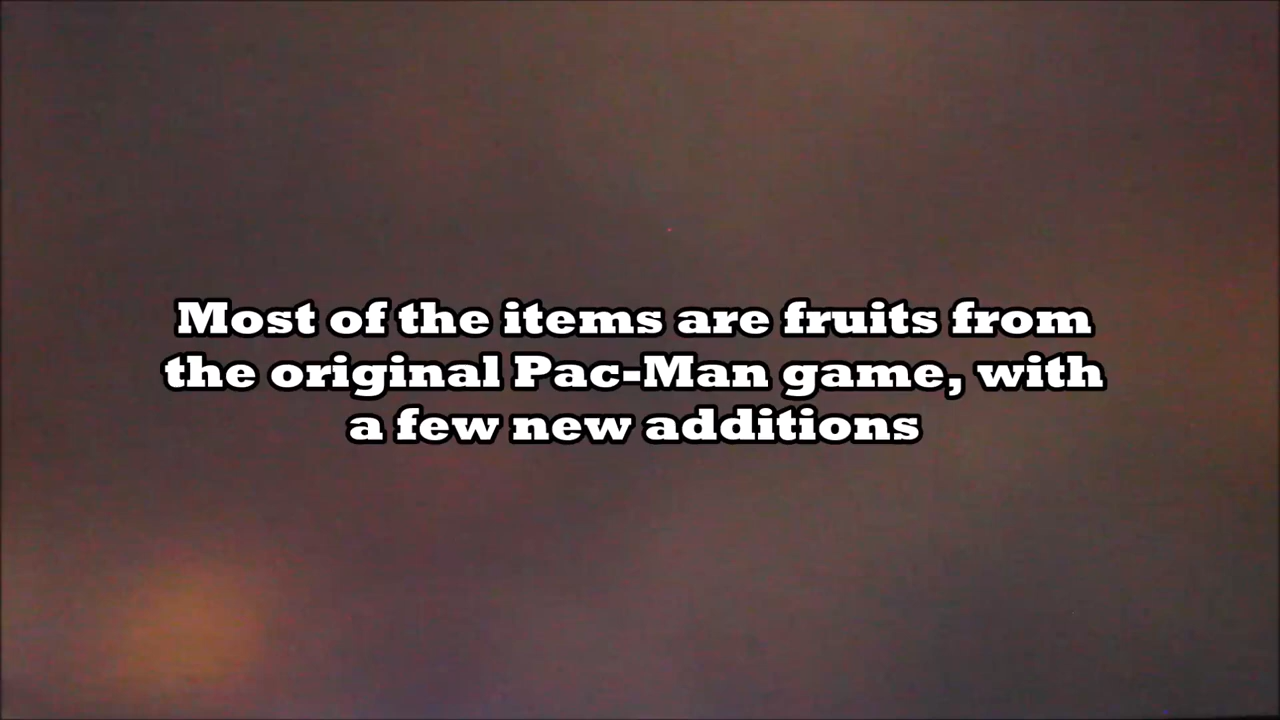 Most of the items are fruits from
the original Pac-Man game, with
a few new additions